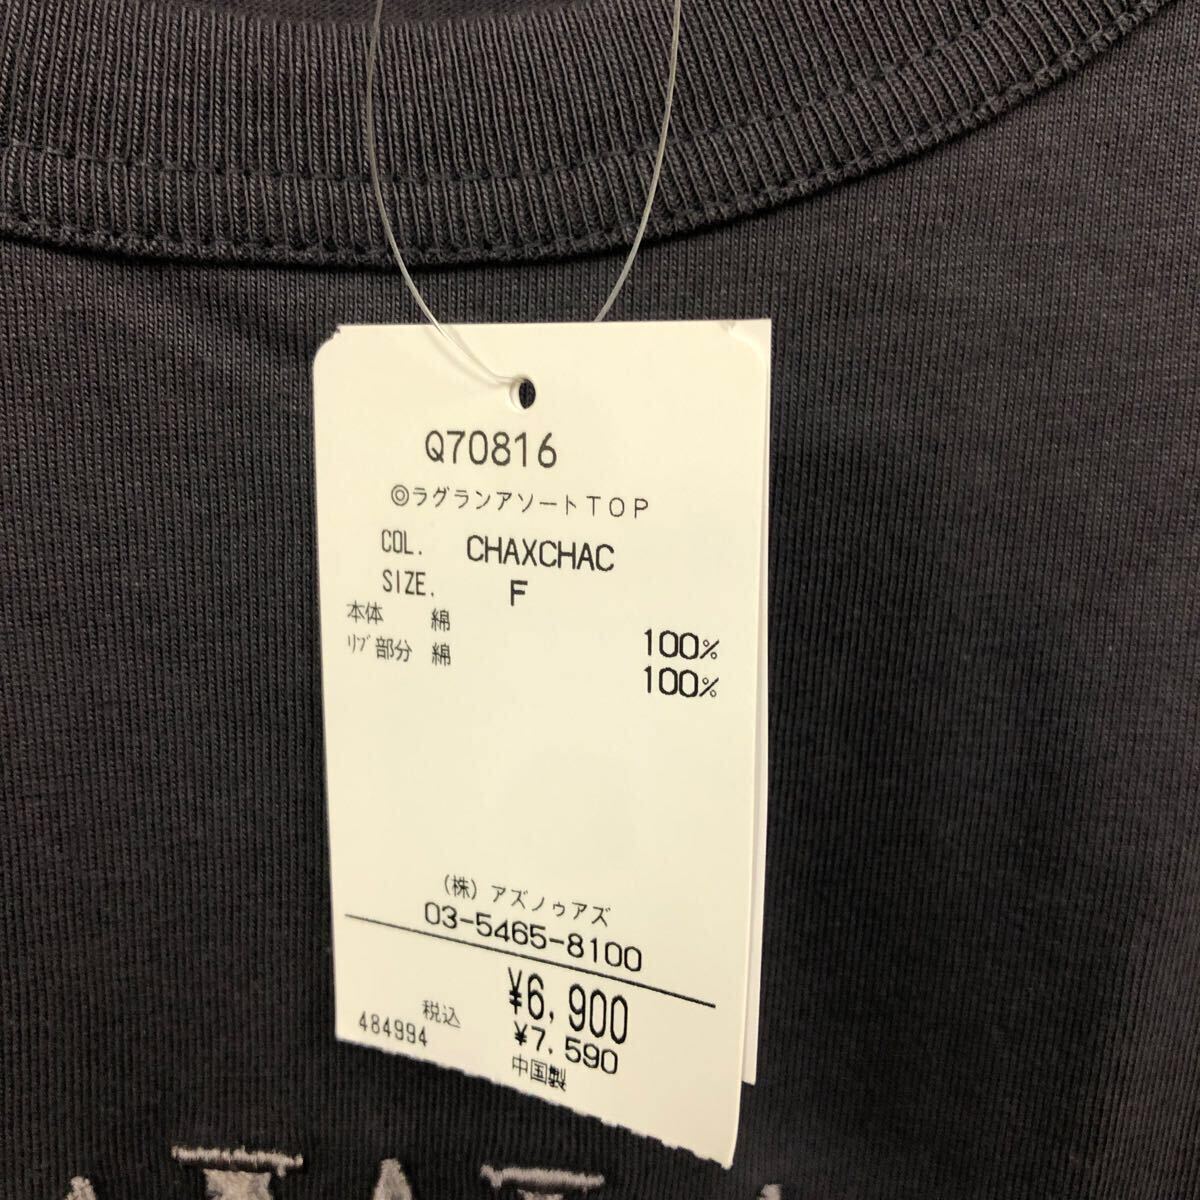 Q70816
◎ラグランアソートTOP
COL. CHAXCHAC
SIZE. F
本体 綿 100%
ﾘﾌﾞ部分 綿 100%
(株) アズノゥアズ
03-5465-8100
¥6,900
税込 ¥7,590
484994
中国製